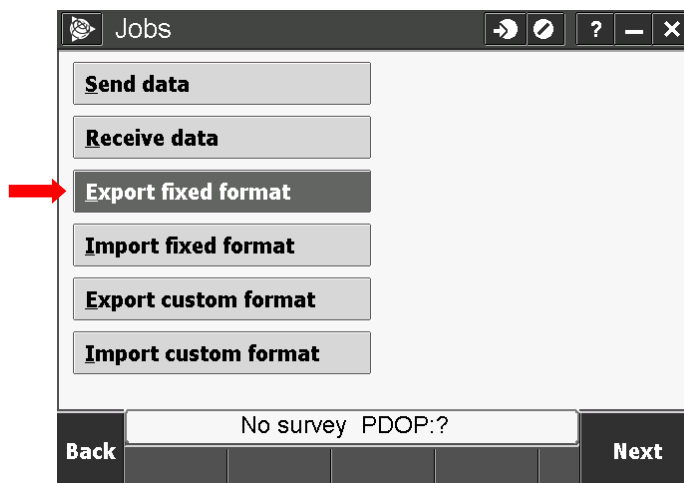 Jobs ? — X
Send data
Receive data
Export fixed format
Import fixed format
Export custom format
Import custom format
No survey PDOP:?
Back Next